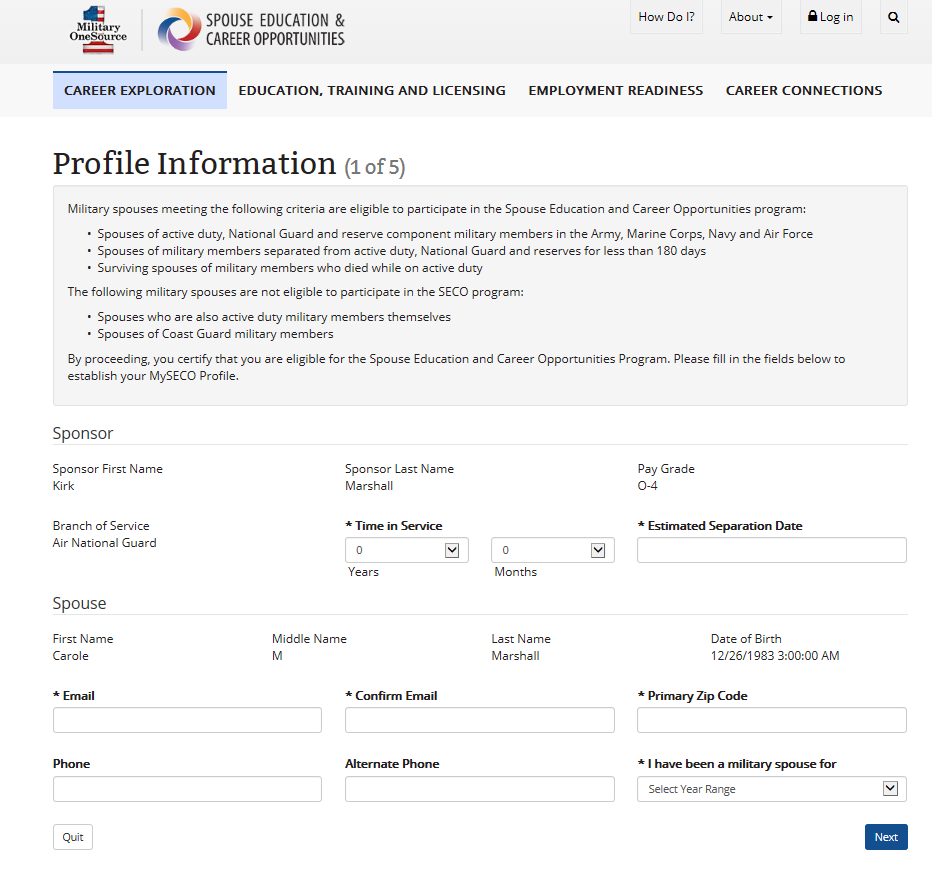 Military
OneSource
SPOUSE EDUCATION &
CAREER OPPORTUNITIES
How Do I?
About
Log in
CAREER EXPLORATION
EDUCATION, TRAINING AND LICENSING
EMPLOYMENT READINESS
CAREER CONNECTIONS
Profile Information (1 of 5)
Military spouses meeting the following criteria are eligible to participate in the Spouse Education and Career Opportunities program:
• Spouses of active duty, National Guard and reserve component military members in the Army, Marine Corps, Navy and Air Force
• Spouses of military members separated from active duty, National Guard and reserves for less than 180 days
• Surviving spouses of military members who died while on active duty
The following military spouses are not eligible to participate in the SECO program:
• Spouses who are also active duty military members themselves
• Spouses of Coast Guard military members
By proceeding, you certify that you are eligible for the Spouse Education and Career Opportunities Program. Please fill in the fields below to
establish your MySECO Profile.
Sponsor
Sponsor First Name
Kirk
Sponsor Last Name
Marshall
Pay Grade
O-4
Branch of Service
Air National Guard
* Time in Service
0
Years
0
Months
* Estimated Separation Date
Spouse
First Name
Carole
Middle Name
M
Last Name
Marshall
Date of Birth
12/26/1983 3:00:00 AM
* Email
* Confirm Email
* Primary Zip Code
Phone
Alternate Phone
* I have been a military spouse for
Select Year Range
Quit
Next